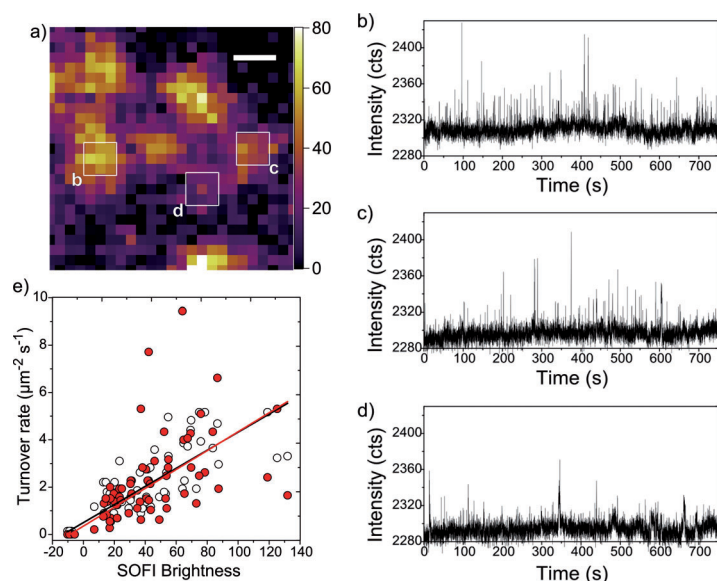 a)
80
60
40
20
0
b
c
d
b)
Intensity (cts)
2400
2360
2320
2280
0 100 200 300 400 500 600 700
Time (s)
c)
Intensity (cts)
2400
2360
2320
2280
0 100 200 300 400 500 600 700
Time (s)
d)
Intensity (cts)
2400
2360
2320
2280
0 100 200 300 400 500 600 700
Time (s)
e)
Turnover rate (μm⁻² s⁻¹)
10
8
6
4
2
0
-20 0 20 40 60 80 100 120 140
SOFI Brightness